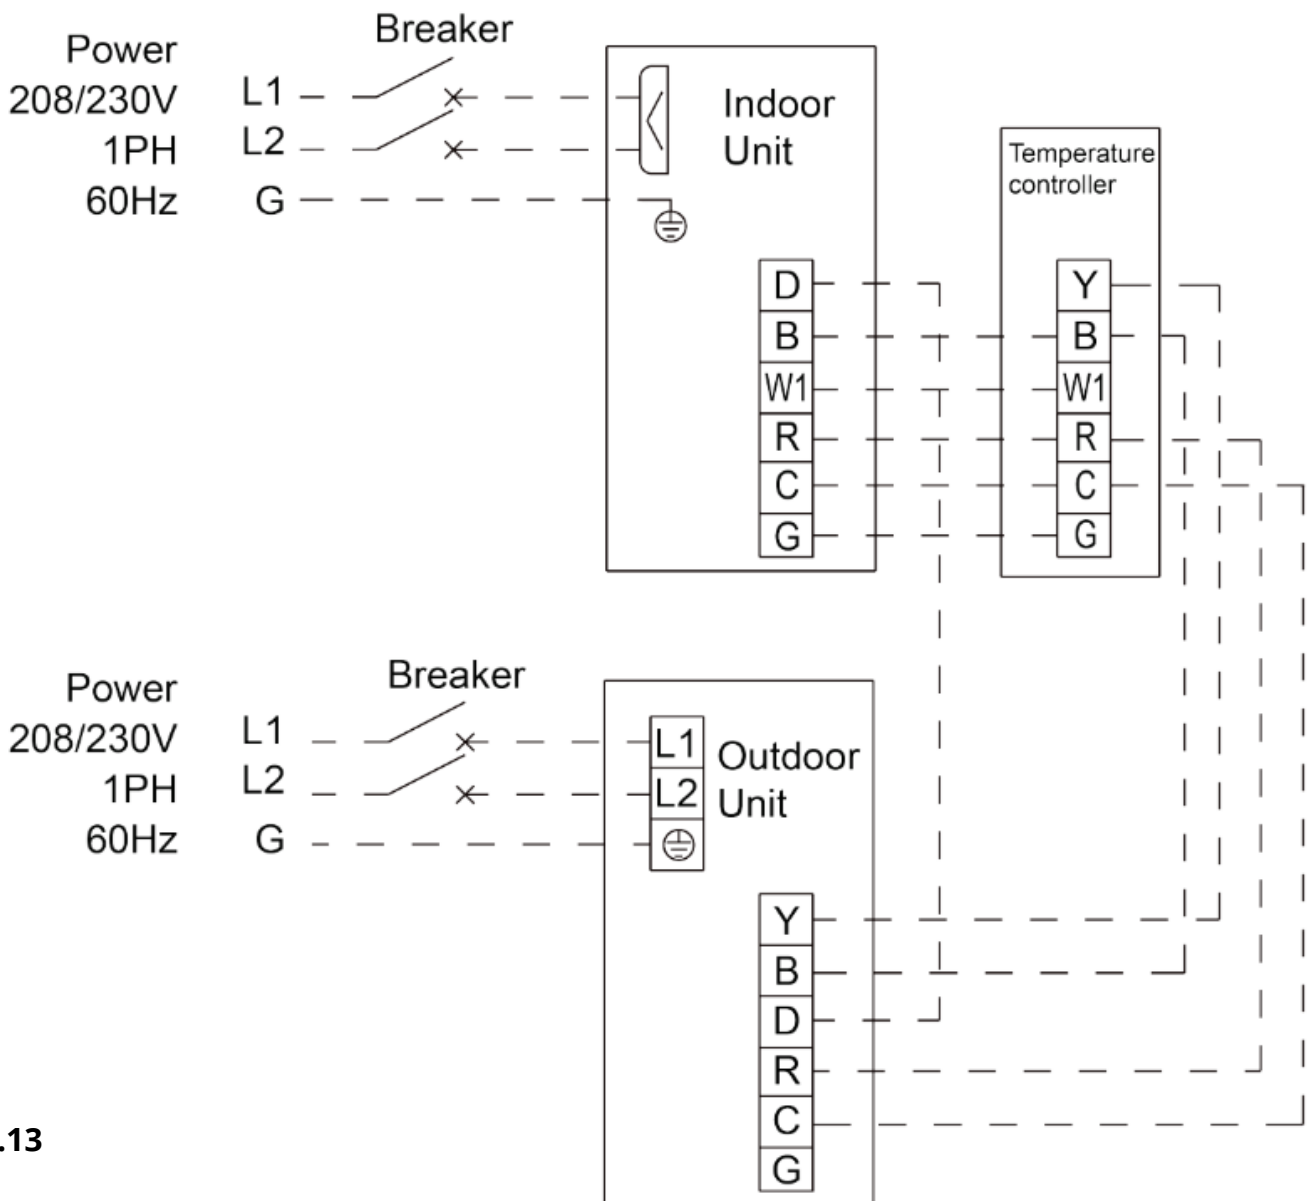 Breaker
Power
208/230V
1PH
60Hz
L1
L2
G
Indoor
Unit
D
B
W1
R
C
G
Temperature
controller
Y
B
W1
R
C
G
Breaker
Power
208/230V
1PH
60Hz
L1
L2
G
L1
L2
Outdoor
Unit
Y
B
D
R
C
G
.13